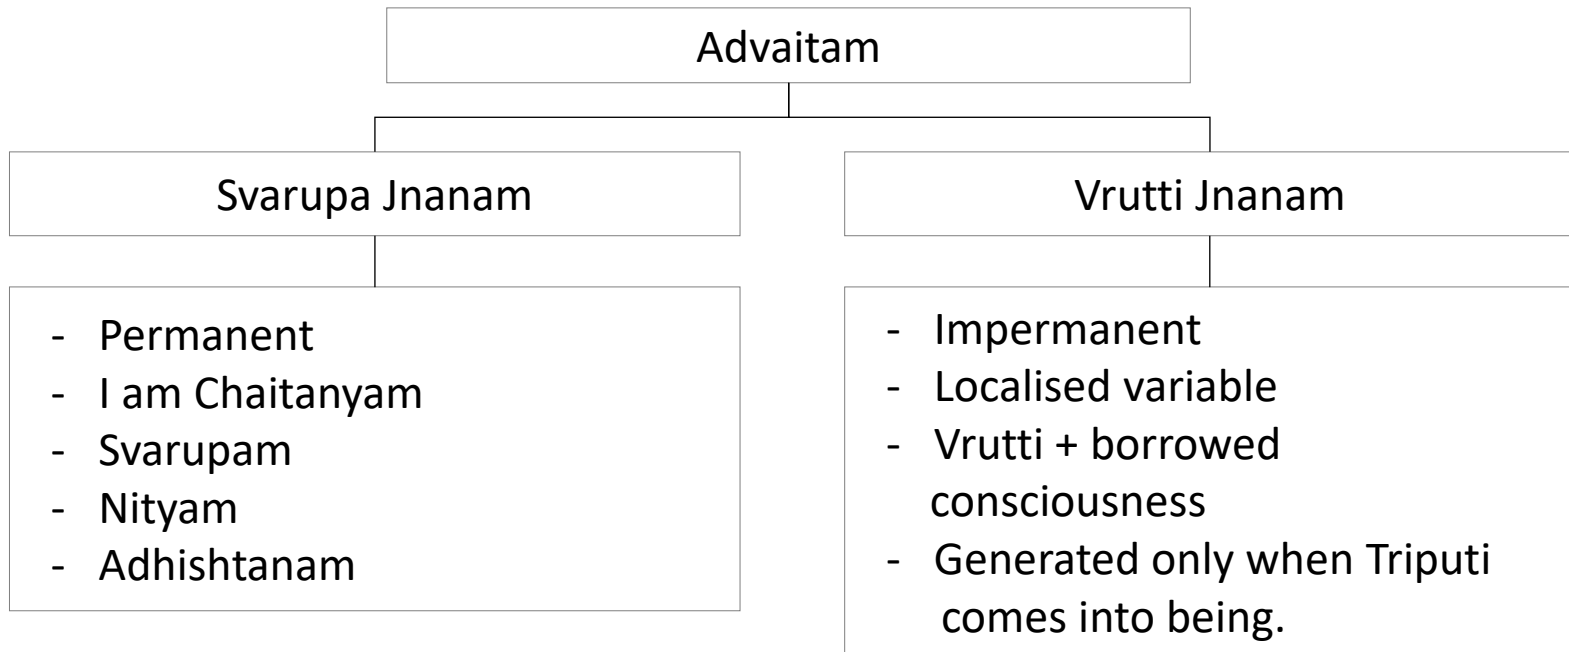 Advaitam
Svarupa Jnanam
Vrutti Jnanam
- Permanent
- I am Chaitanyam
- Svarupam
- Nityam
- Adhishtanam
- Impermanent
- Localised variable
- Vrutti + borrowed
consciousness
- Generated only when Triputi
comes into being.